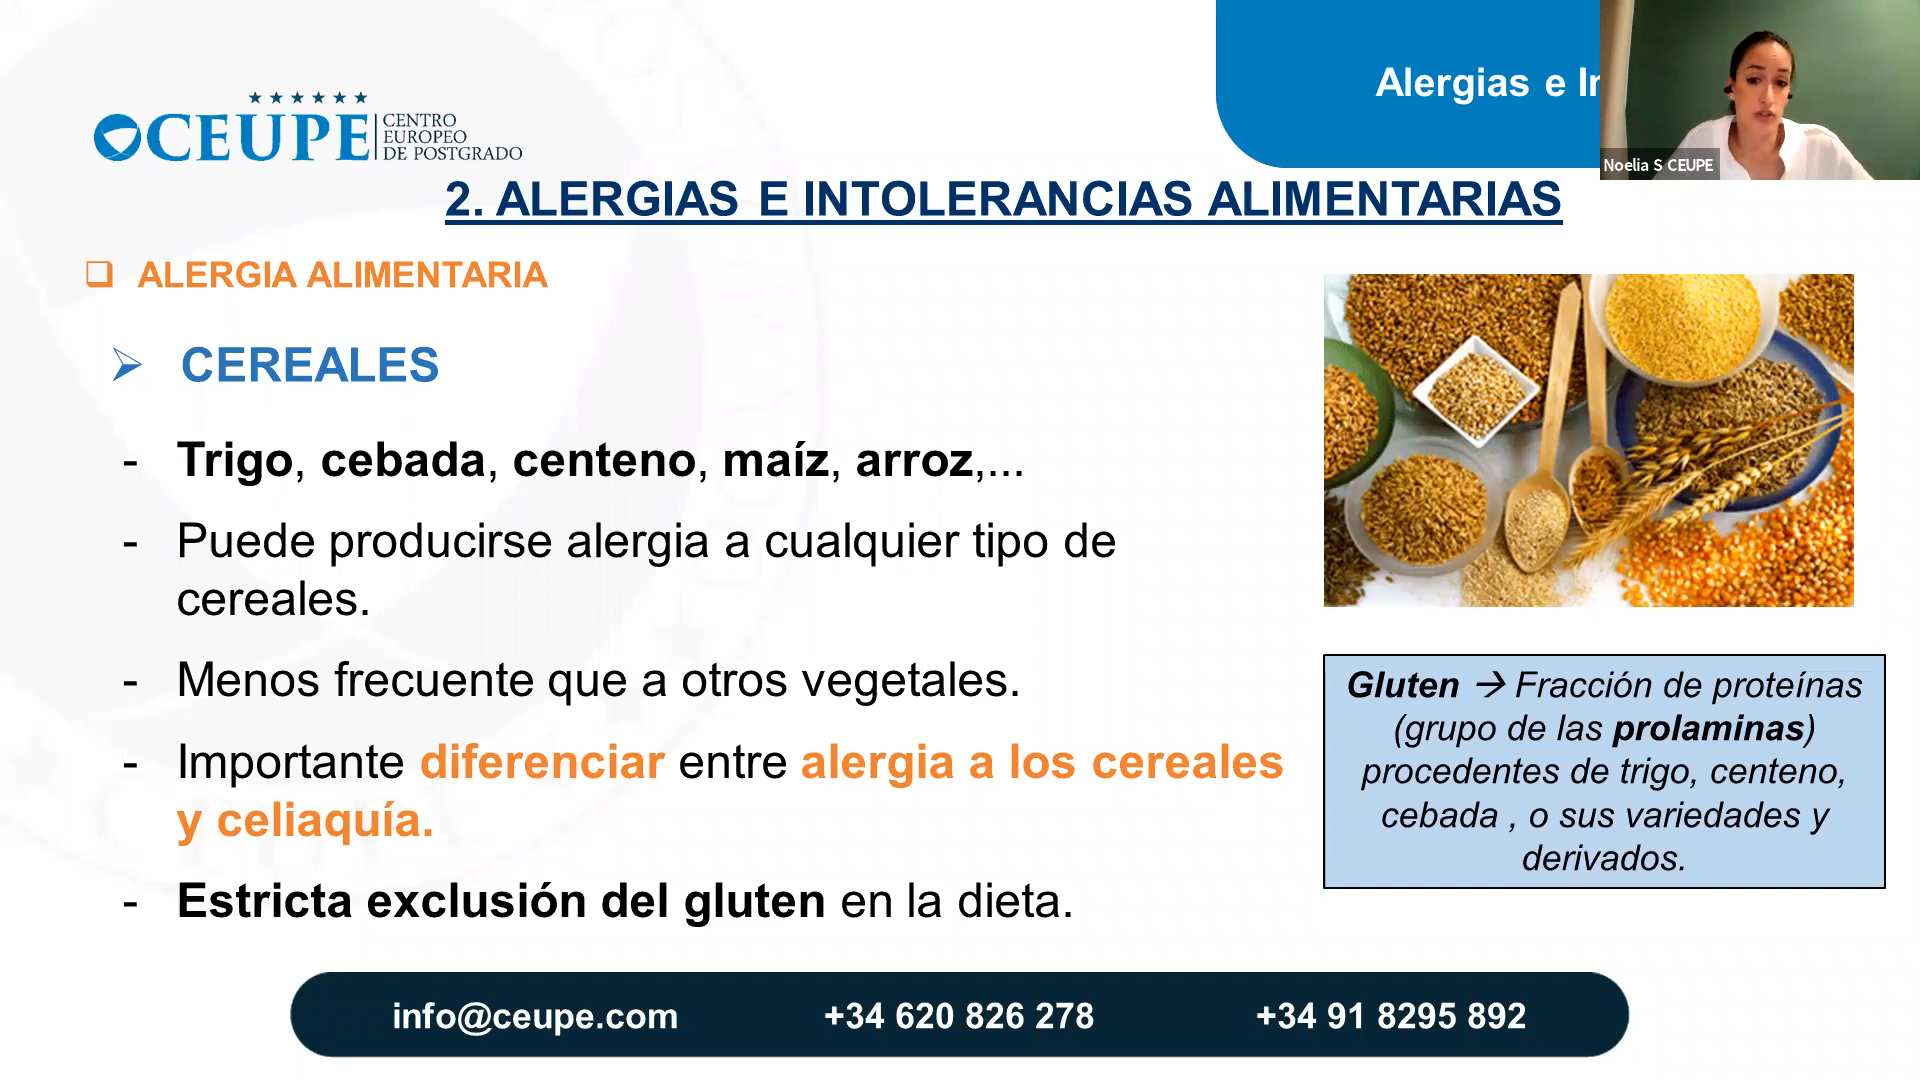 Alergias e In
Noelia S CEUPE
CEUPE
CENTRO
EUROPEO
DE POSTGRADO
2. ALERGIAS E INTOLERANCIAS ALIMENTARIAS
ALERGIA ALIMENTARIA
CEREALES
- Trigo, cebada, centeno, maíz, arroz,...
- Puede producirse alergia a cualquier tipo de
cereales.
- Menos frecuente que a otros vegetales.
- Importante diferenciar entre alergia a los cereales
y celiaquía.
- Estricta exclusión del gluten en la dieta.
Gluten → Fracción de proteínas
(grupo de las prolaminas)
procedentes de trigo, centeno,
cebada , o sus variedades y
derivados.
info@ceupe.com
+34 620 826 278
+34 91 8295 892